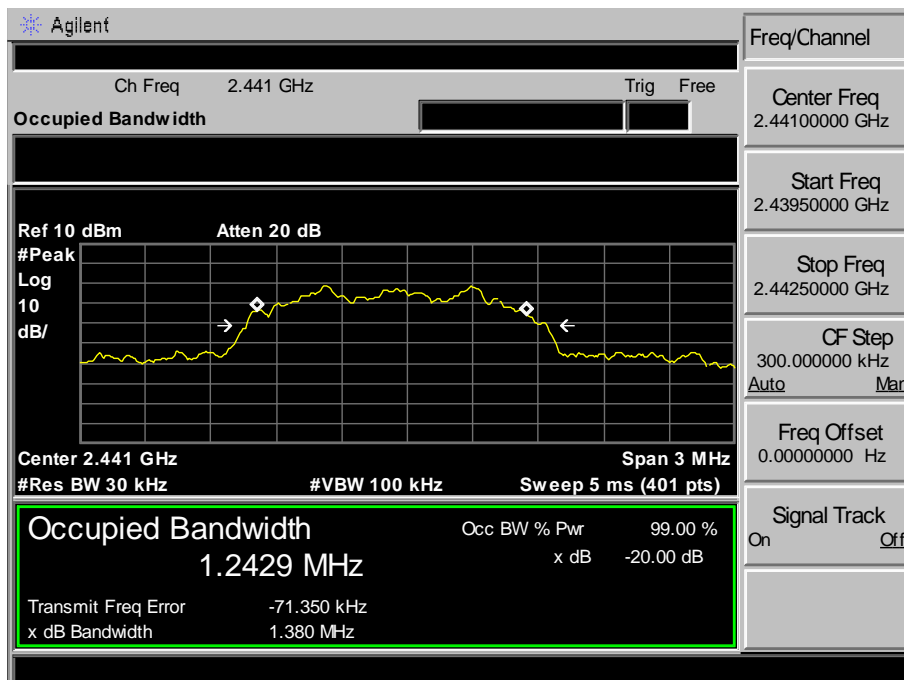 Agilent
Freq/Channel
Ch Freq 2.441 GHz Trig Free
Occupied Bandwidth
Center Freq
2.44100000 GHz
Start Freq
2.43950000 GHz
Ref 10 dBm Atten 20 dB
#Peak
Log
10
dB/
Stop Freq
2.44250000 GHz
CF Step
300.000000 kHz
Auto Man
Freq Offset
0.00000000 Hz
Center 2.441 GHz Span 3 MHz
#Res BW 30 kHz #VBW 100 kHz Sweep 5 ms (401 pts)
Signal Track
On Off
Occupied Bandwidth Occ BW % Pwr 99.00 %
1.2429 MHz x dB -20.00 dB
Transmit Freq Error -71.350 kHz
x dB Bandwidth 1.380 MHz